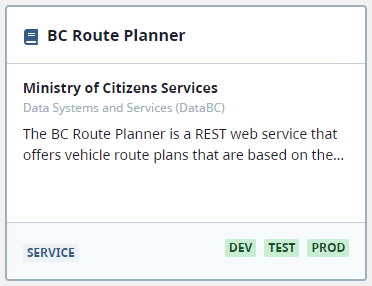 BC Route Planner
Ministry of Citizens Services
Data Systems and Services (DataBC)
The BC Route Planner is a REST web service that
offers vehicle route plans that are based on the...
SERVICE
DEV TEST PROD